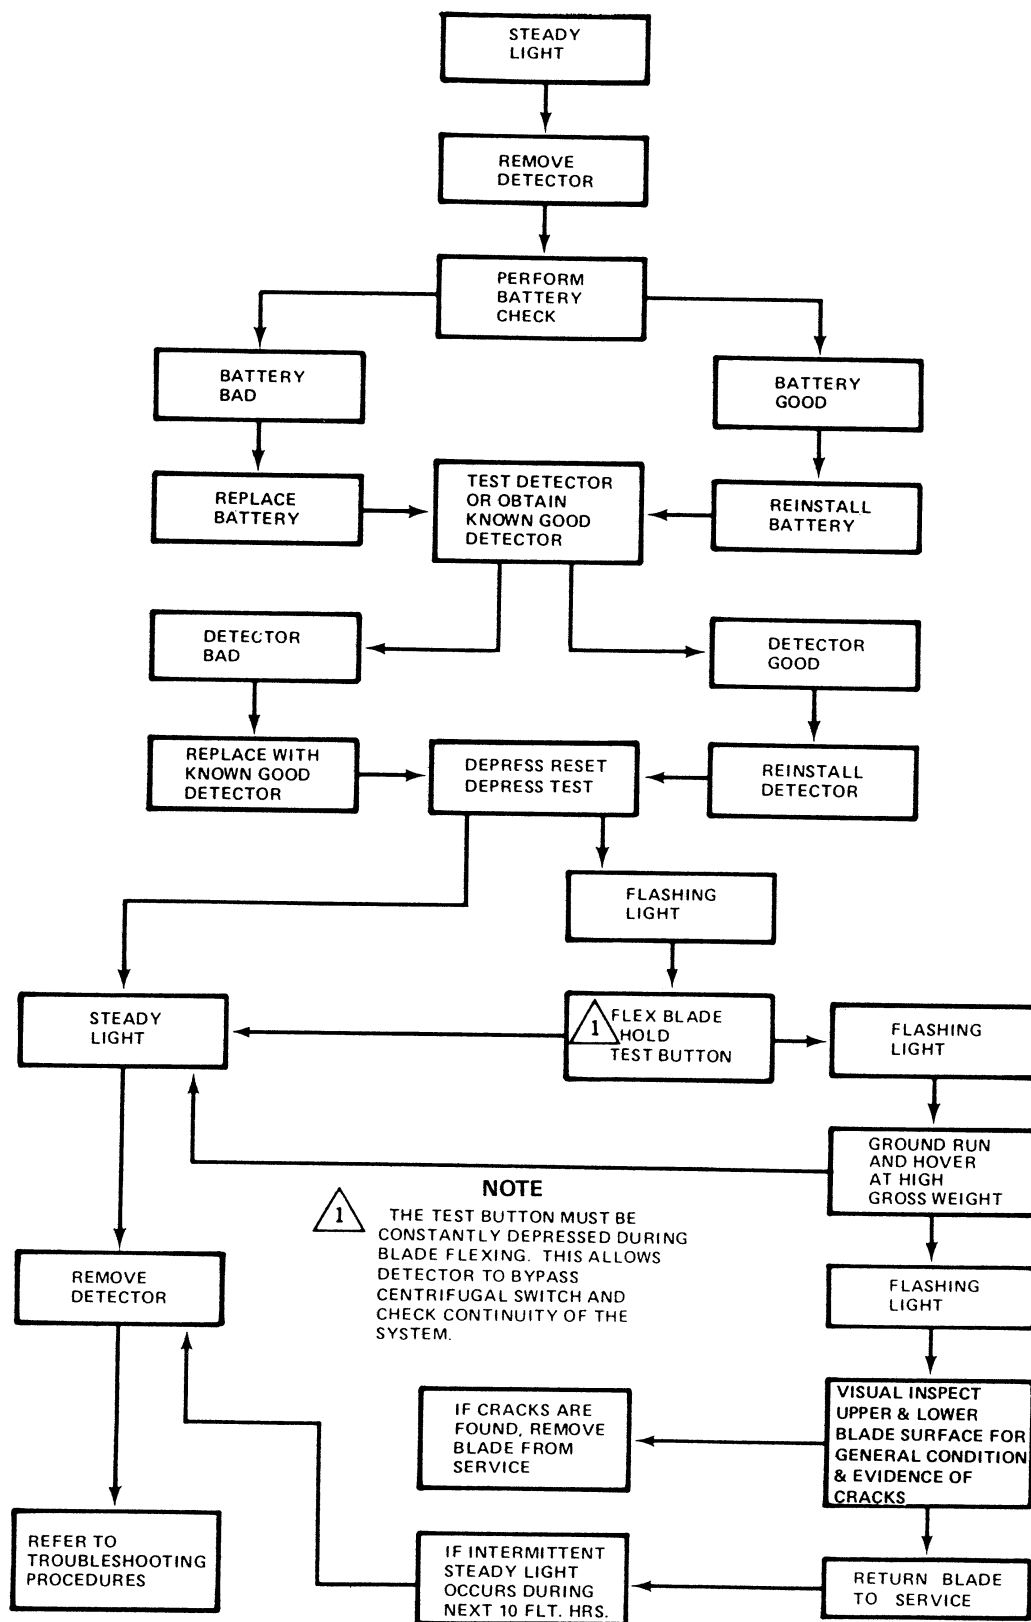 STEADY
LIGHT
REMOVE
DETECTOR
PERFORM
BATTERY
CHECK
BATTERY
BAD
BATTERY
GOOD
REPLACE
BATTERY
TEST DETECTOR
OR OBTAIN
KNOWN GOOD
DETECTOR
REINSTALL
BATTERY
DETECTOR
BAD
DETECTOR
GOOD
REPLACE WITH
KNOWN GOOD
DETECTOR
DEPRESS RESET
DEPRESS TEST
REINSTALL
DETECTOR
FLASHING
LIGHT
STEADY
LIGHT
1
FLEX BLADE
HOLD
TEST BUTTON
FLASHING
LIGHT
GROUND RUN
AND HOVER
AT HIGH
GROSS WEIGHT
NOTE
1
THE TEST BUTTON MUST BE
CONSTANTLY DEPRESSED DURING
BLADE FLEXING. THIS ALLOWS
DETECTOR TO BYPASS
CENTRIFUGAL SWITCH AND
CHECK CONTINUITY OF THE
SYSTEM.
REMOVE
DETECTOR
FLASHING
LIGHT
IF CRACKS ARE
FOUND, REMOVE
BLADE FROM
SERVICE
VISUAL INSPECT
UPPER & LOWER
BLADE SURFACE FOR
GENERAL CONDITION
& EVIDENCE OF
CRACKS
REFER TO
TROUBLESHOOTING
PROCEDURES
IF INTERMITTENT
STEADY LIGHT
OCCURS DURING
NEXT 10 FLT. HRS.
RETURN BLADE
TO SERVICE